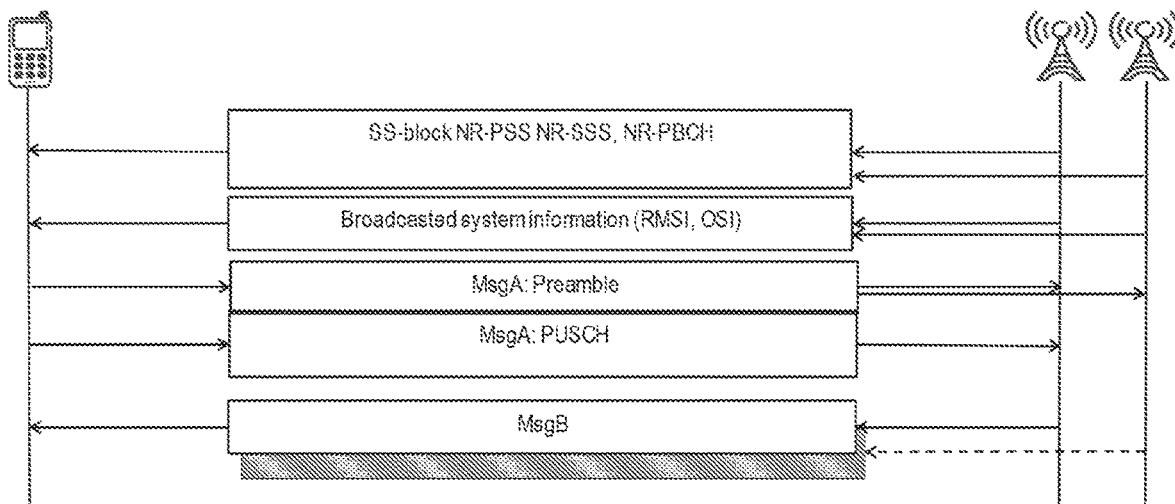 SS-block NR-PSS NR-SSS, NR-PBCH
Broadcasted system information (RMSI, OSI)
MsgA: Preamble
MsgA: PUSCH
MsgB